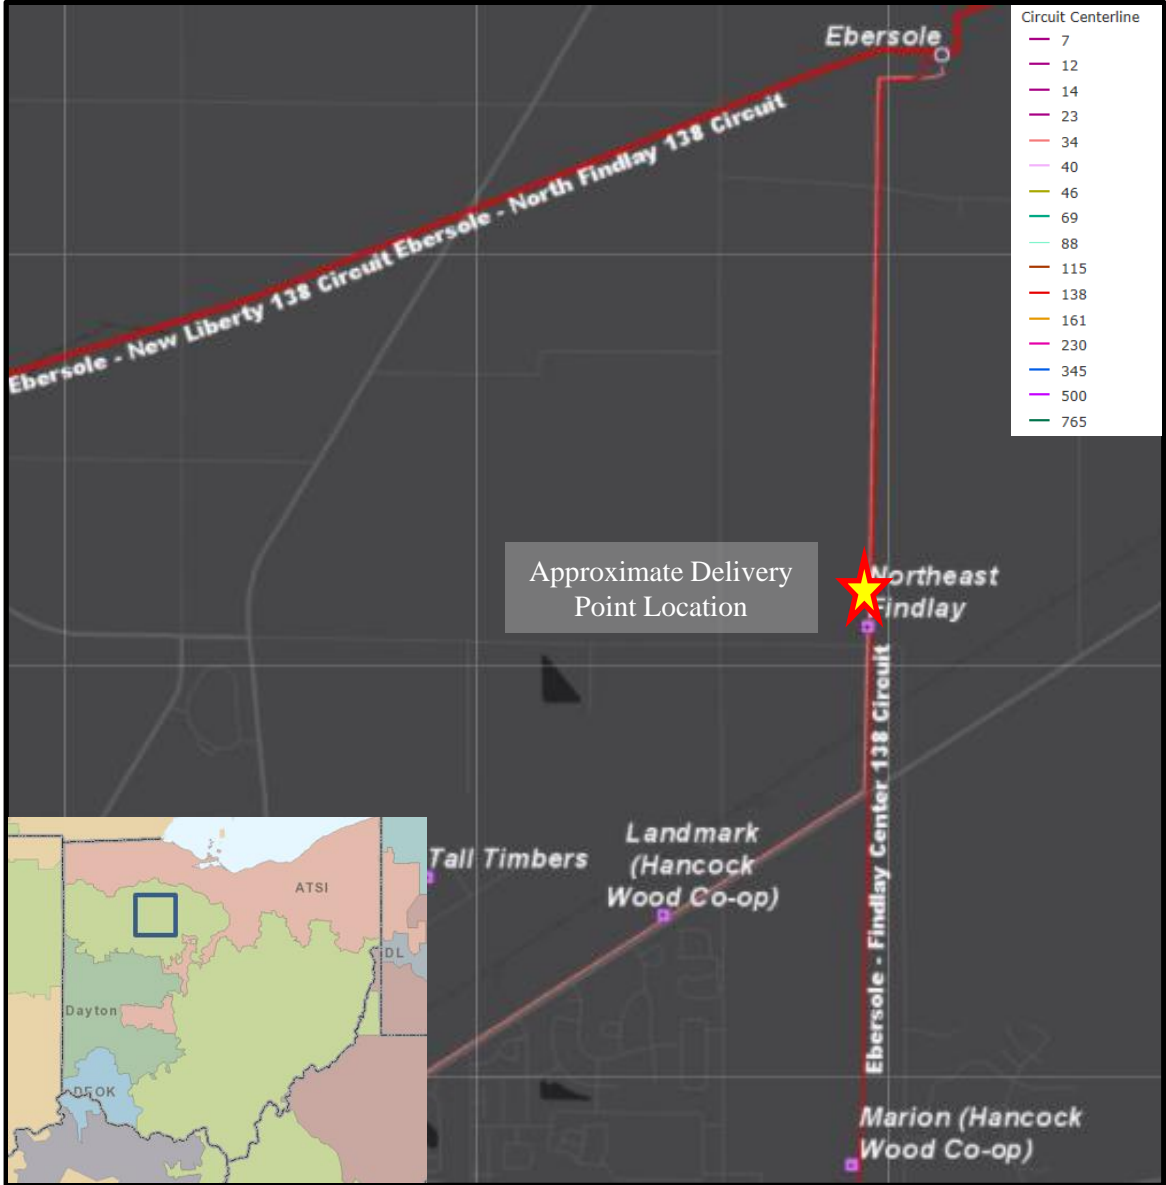 Ebersole
Ebersole - New Liberty 138 Circuit
Ebersole - North Findlay 138 Circuit
Circuit Centerline
7
12
14
23
34
40
46
69
88
115
138
161
230
345
500
765
Approximate Delivery
Point Location
Northeast
Findlay
Ebersole - Findlay Center 138 Circuit
Landmark
(Hancock
Wood Co-op)
Tall Timbers
ATSI
DL
Dayton
DEOK
Marion (Hancock
Wood Co-op)